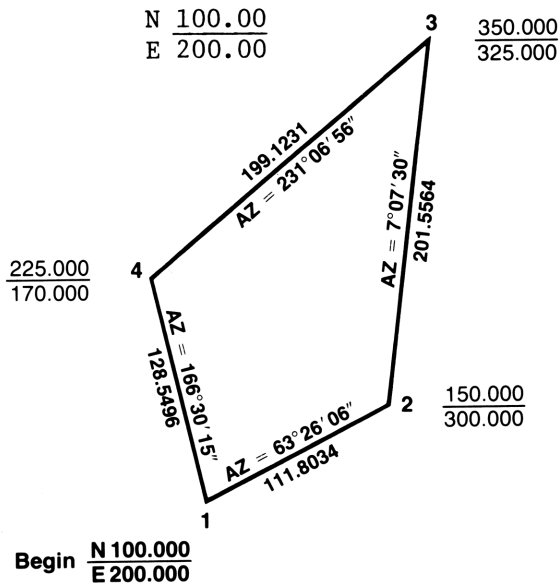 N 100.00
E 200.00
3
350.000
325.000
199.1231
AZ = 231°06'56"
AZ = 7°07'30"
201.5564
4
225.000
170.000
AZ = 166°30'15"
128.5496
2
150.000
300.000
AZ = 63°26'06"
111.8034
1
Begin N 100.000
E 200.000